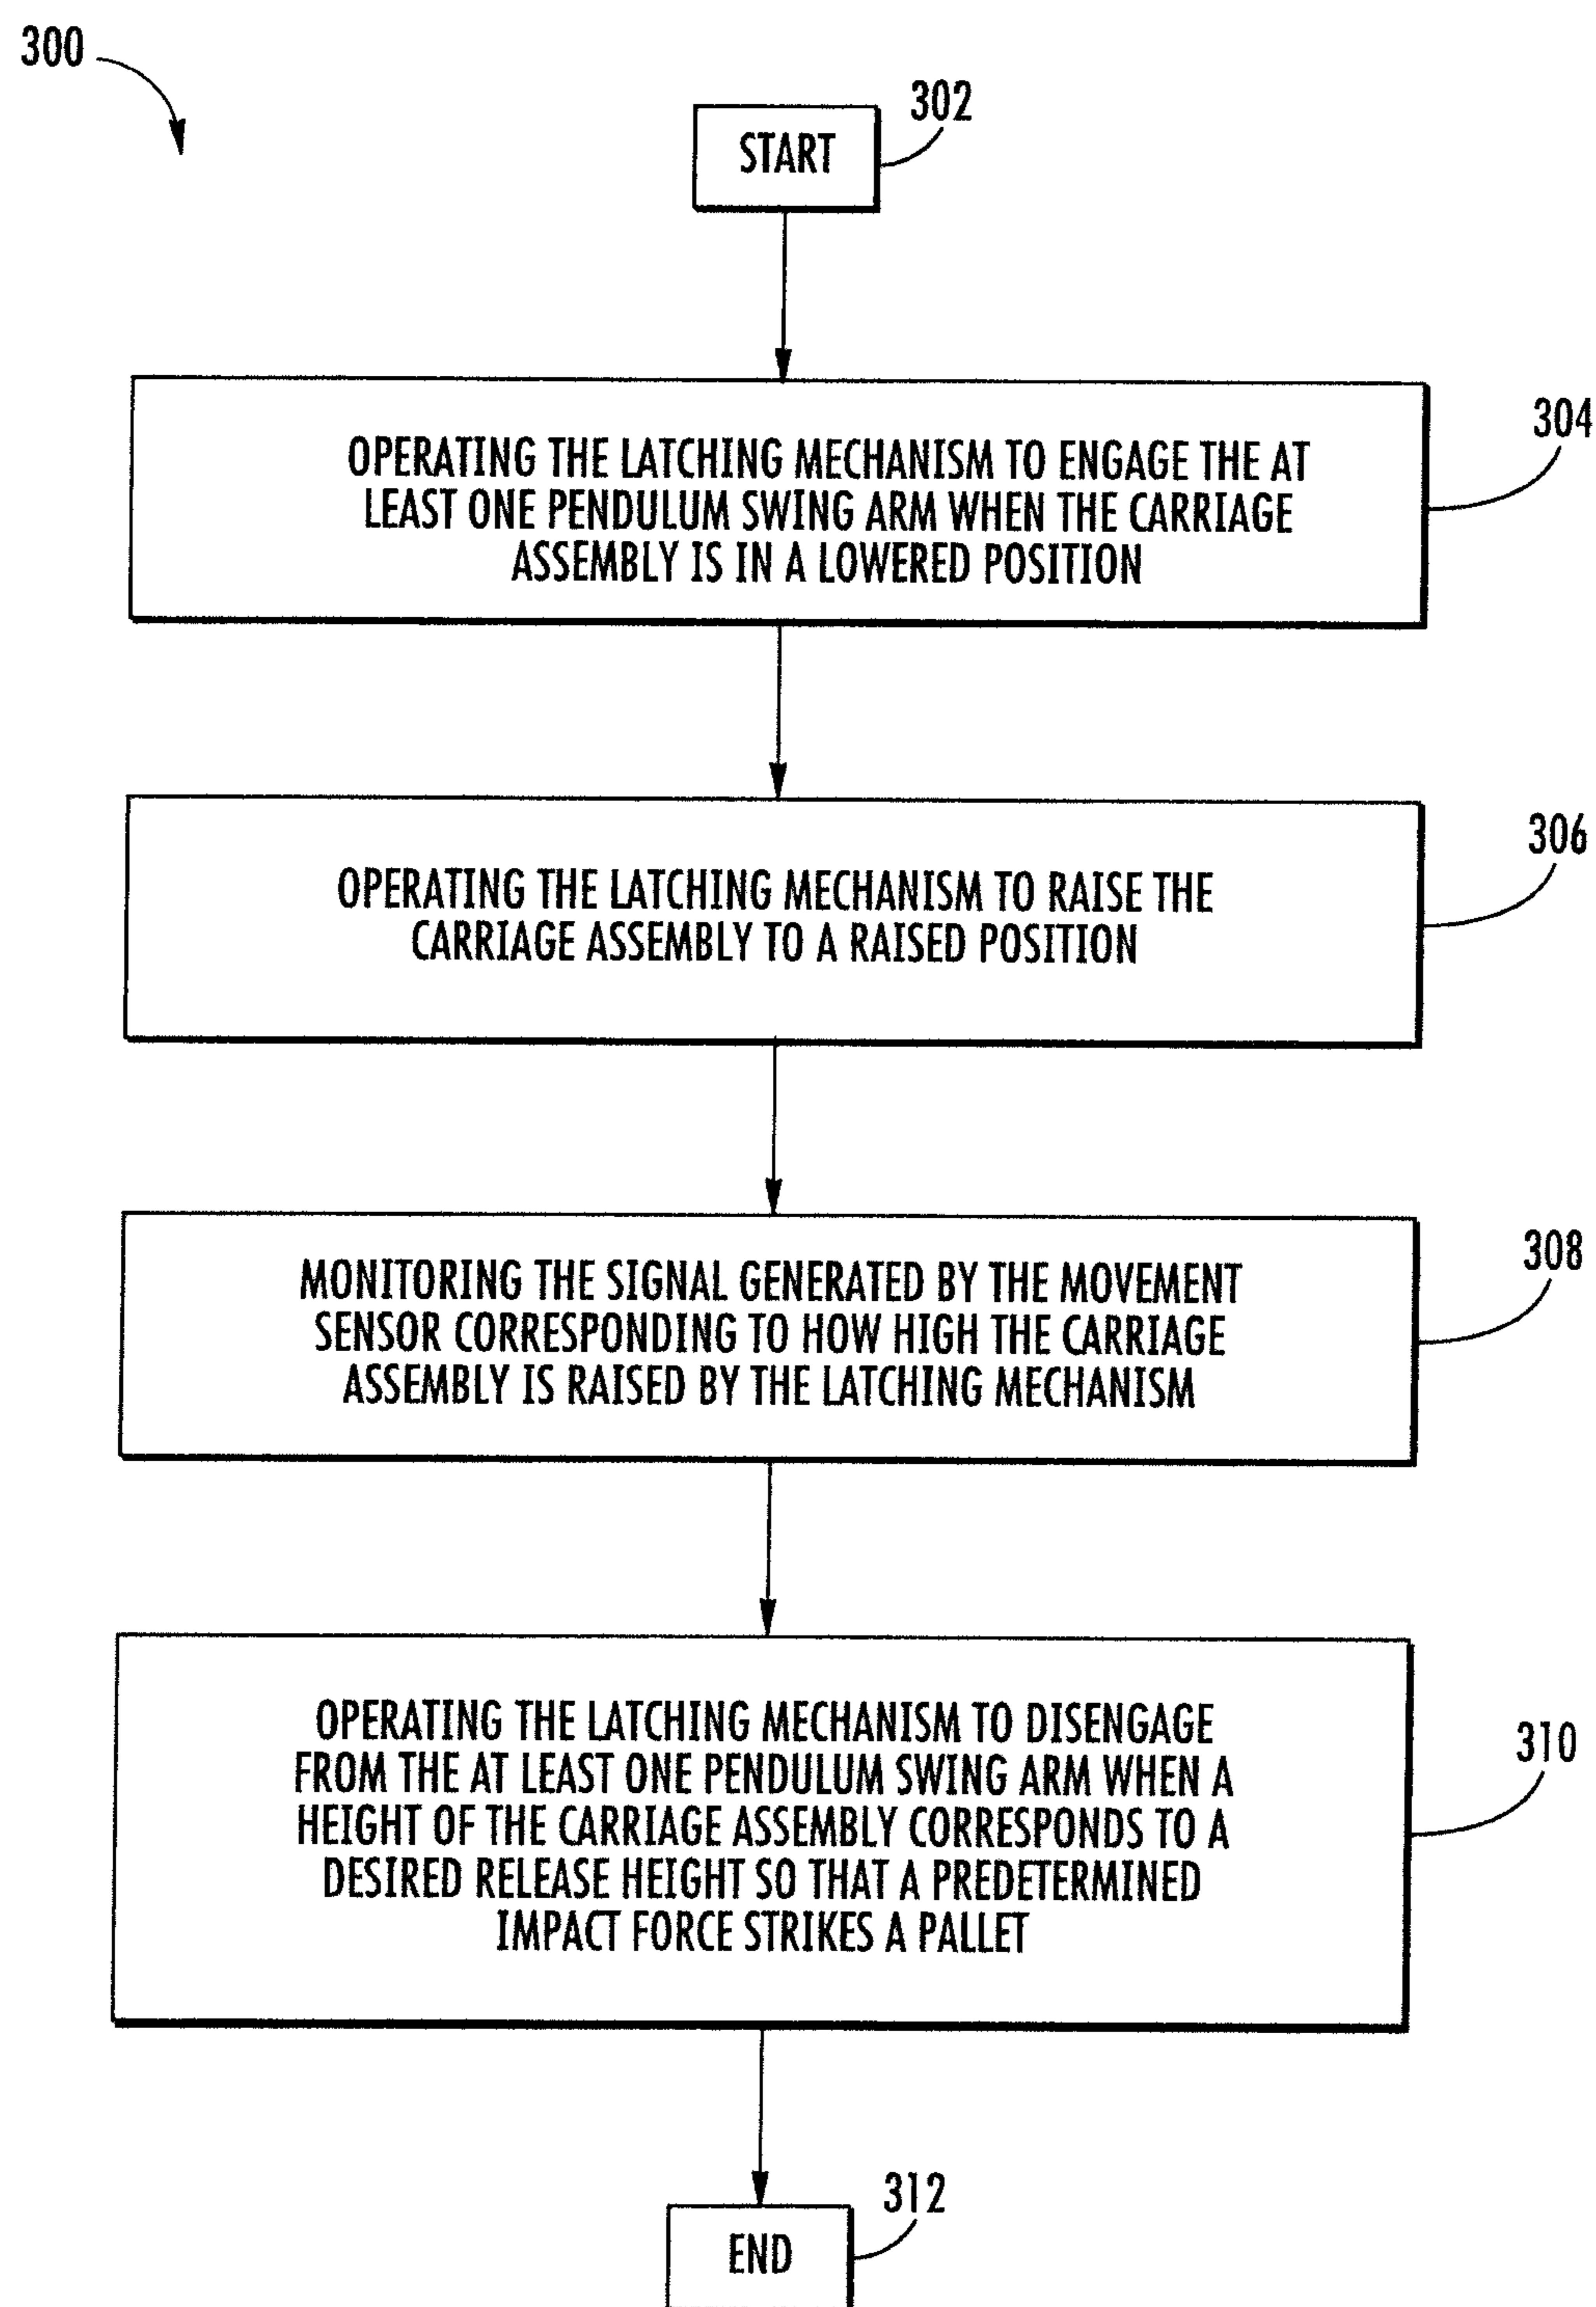 300
302
START
304
OPERATING THE LATCHING MECHANISM TO ENGAGE THE AT
LEAST ONE PENDULUM SWING ARM WHEN THE CARRIAGE
ASSEMBLY IS IN A LOWERED POSITION
306
OPERATING THE LATCHING MECHANISM TO RAISE THE
CARRIAGE ASSEMBLY TO A RAISED POSITION
308
MONITORING THE SIGNAL GENERATED BY THE MOVEMENT
SENSOR CORRESPONDING TO HOW HIGH THE CARRIAGE
ASSEMBLY IS RAISED BY THE LATCHING MECHANISM
310
OPERATING THE LATCHING MECHANISM TO DISENGAGE
FROM THE AT LEAST ONE PENDULUM SWING ARM WHEN A
HEIGHT OF THE CARRIAGE ASSEMBLY CORRESPONDS TO A
DESIRED RELEASE HEIGHT SO THAT A PREDETERMINED
IMPACT FORCE STRIKES A PALLET
312
END